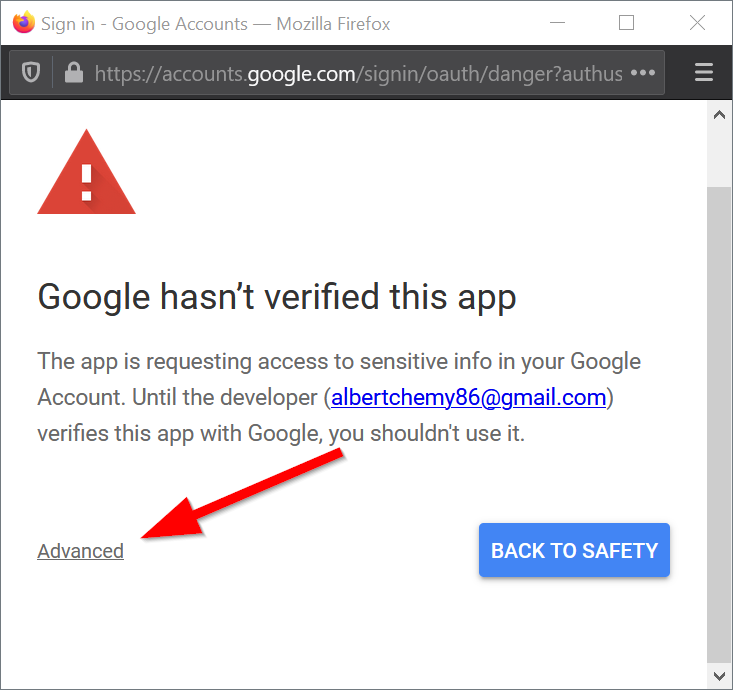 Sign in - Google Accounts — Mozilla Firefox
https://accounts.google.com/signin/oauth/danger?authus
Google hasn’t verified this app
The app is requesting access to sensitive info in your Google
Account. Until the developer (albertchemy86@gmail.com)
verifies this app with Google, you shouldn't use it.
Advanced
BACK TO SAFETY